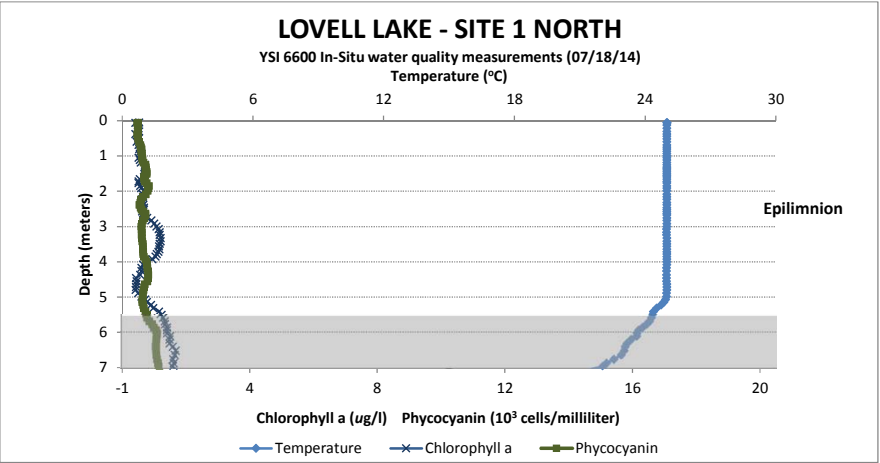 LOVELL LAKE - SITE 1 NORTH
YSI 6600 In-Situ water quality measurements (07/18/14)
Temperature (°C)
0 6 12 18 24 30
0
1
2
3
4
5
6
7
Depth (meters)
Epilimnion
-1 4 8 12 16 20
Chlorophyll a (ug/l) Phycocyanin (10³ cells/milliliter)
Temperature Chlorophyll a Phycocyanin